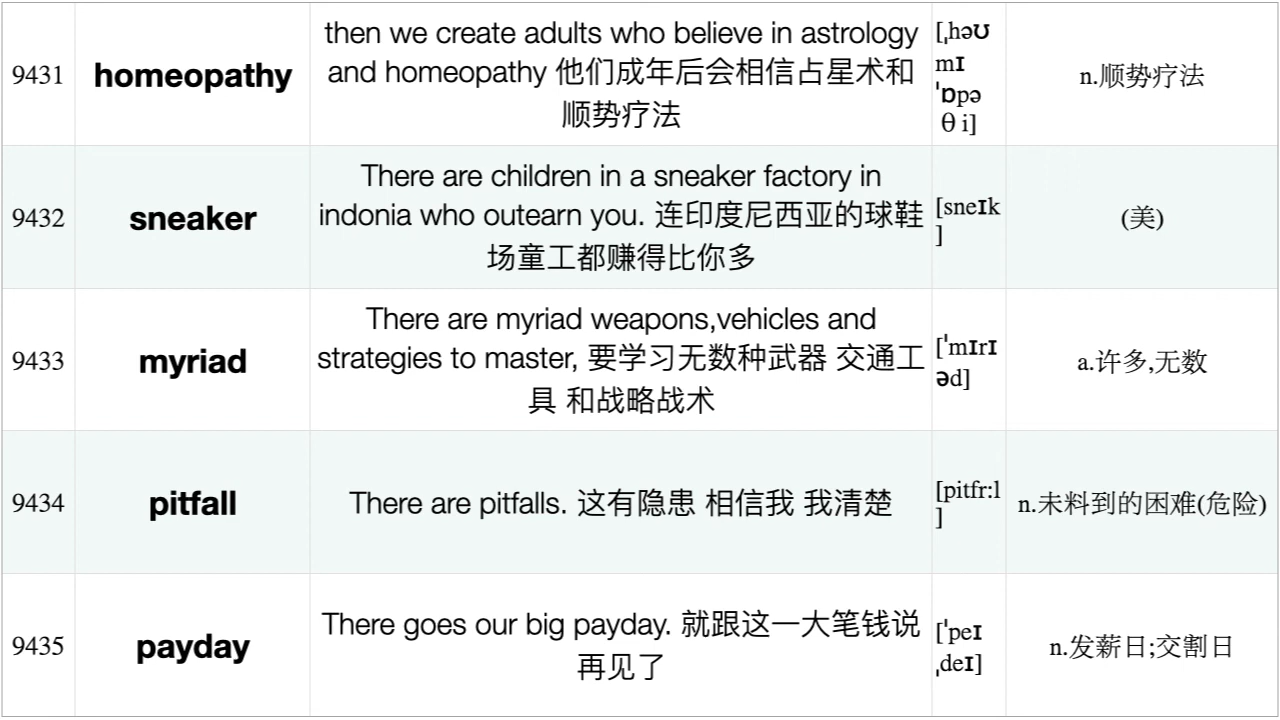 9431
homeopathy
then we create adults who believe in astrology
and homeopathy 他们成年后会相信占星术和
顺势疗法
[ˌhəʊ
mɪ
ˈɒpə
θi]
n.顺势疗法
9432
sneaker
There are children in a sneaker factory in
indonia who outearn you. 连印度尼西亚的球鞋
场童工都赚得比你多
[sneɪk
]
(美)
9433
myriad
There are myriad weapons,vehicles and
strategies to master, 要学习无数种武器 交通工
具 和战略战术
[ˈmɪrɪ
əd]
a.许多,无数
9434
pitfall
There are pitfalls. 这有隐患 相信我 我清楚
[pitfr:l
]
n.未料到的困难(危险)
9435
payday
There goes our big payday. 就跟这一大笔钱说
再见了
[ˈpeɪ
ˌdeɪ]
n.发薪日;交割日